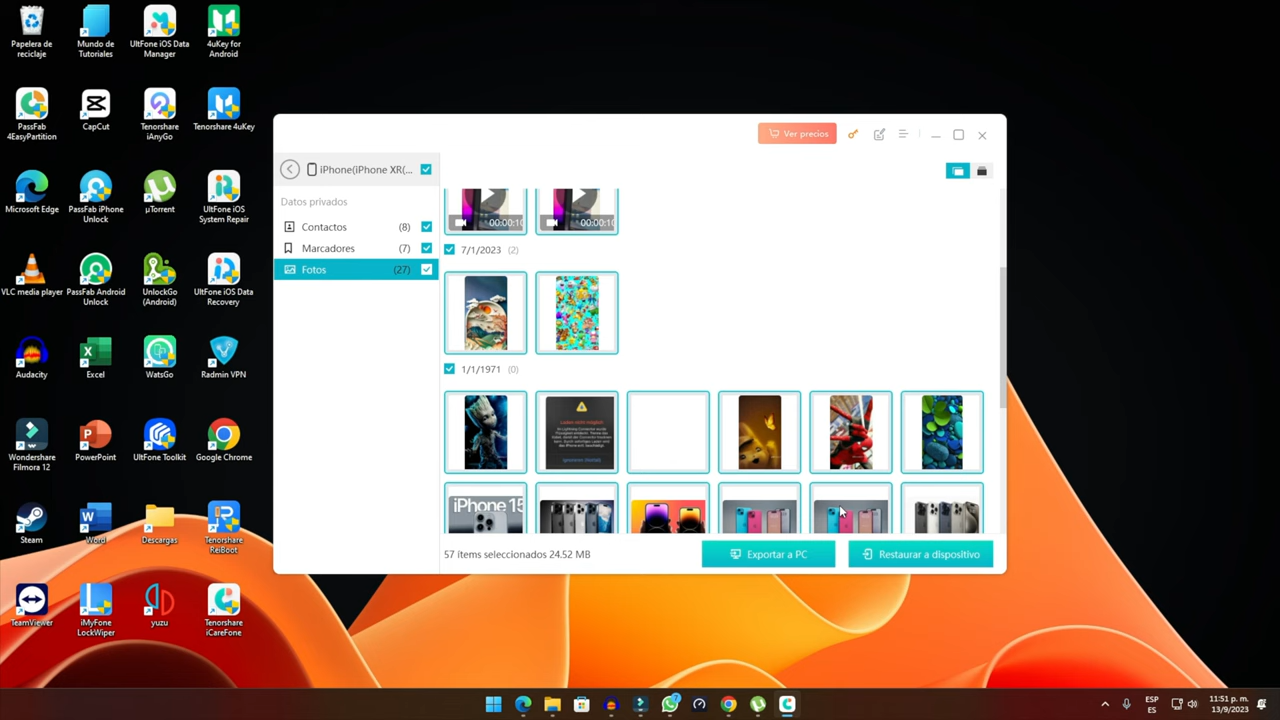 Papelera de
reciclaje
Mundo de
Tutoriales
UltFone iOS Data
Manager
4uKey for
Android
PassFab
4EasyPartition
CapCut
Tenorshare
iAnyGo
Tenorshare 4uKey
Microsoft Edge
PassFab iPhone
Unlock
µTorrent
UltFone iOS
System Repair
VLC media player
PassFab Android
Unlock
UnlockGo
(Android)
UltFone iOS Data
Recovery
Audacity
Excel
WatsGo
Radmin VPN
Wondershare
Filmora 12
PowerPoint
UltFone Toolkit
Google Chrome
Steam
Word
Descargas
Tenorshare
ReiBoot
TeamViewer
iMyFone
LockWiper
yuzu
Tenorshare
iCareFone
Ver precios
iPhone(iPhone XR(...
Datos privados
Contactos (8)
Marcadores (7)
Fotos (27)
00:00:10
00:00:10
7/1/2023 (2)
1/1/1971 (0)
iPhone 15
57 ítems seleccionados 24.52 MB
Exportar a PC
Restaurar a dispositivo
7
ESP
ES
11:51 p. m.
13/9/2023